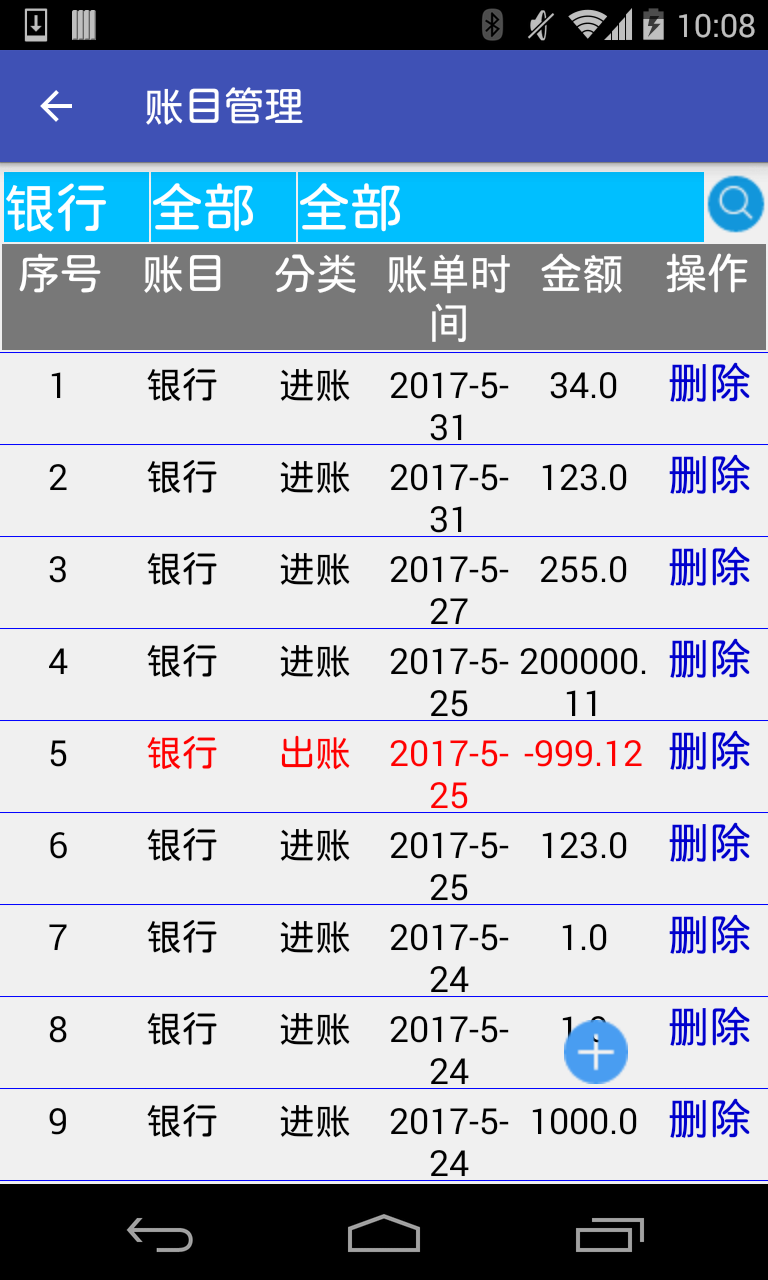 10:08
账目管理
银行 全部 全部
序号 账目 分类 账单时间 金额 操作
1 银行 进账 2017-5-31 34.0 删除
2 银行 进账 2017-5-31 123.0 删除
3 银行 进账 2017-5-27 255.0 删除
4 银行 进账 2017-5-25 200000.11 删除
5 银行 出账 2017-5-25 -999.12 删除
6 银行 进账 2017-5-25 123.0 删除
7 银行 进账 2017-5-24 1.0 删除
8 银行 进账 2017-5-24 删除
9 银行 进账 2017-5-24 1000.0 删除